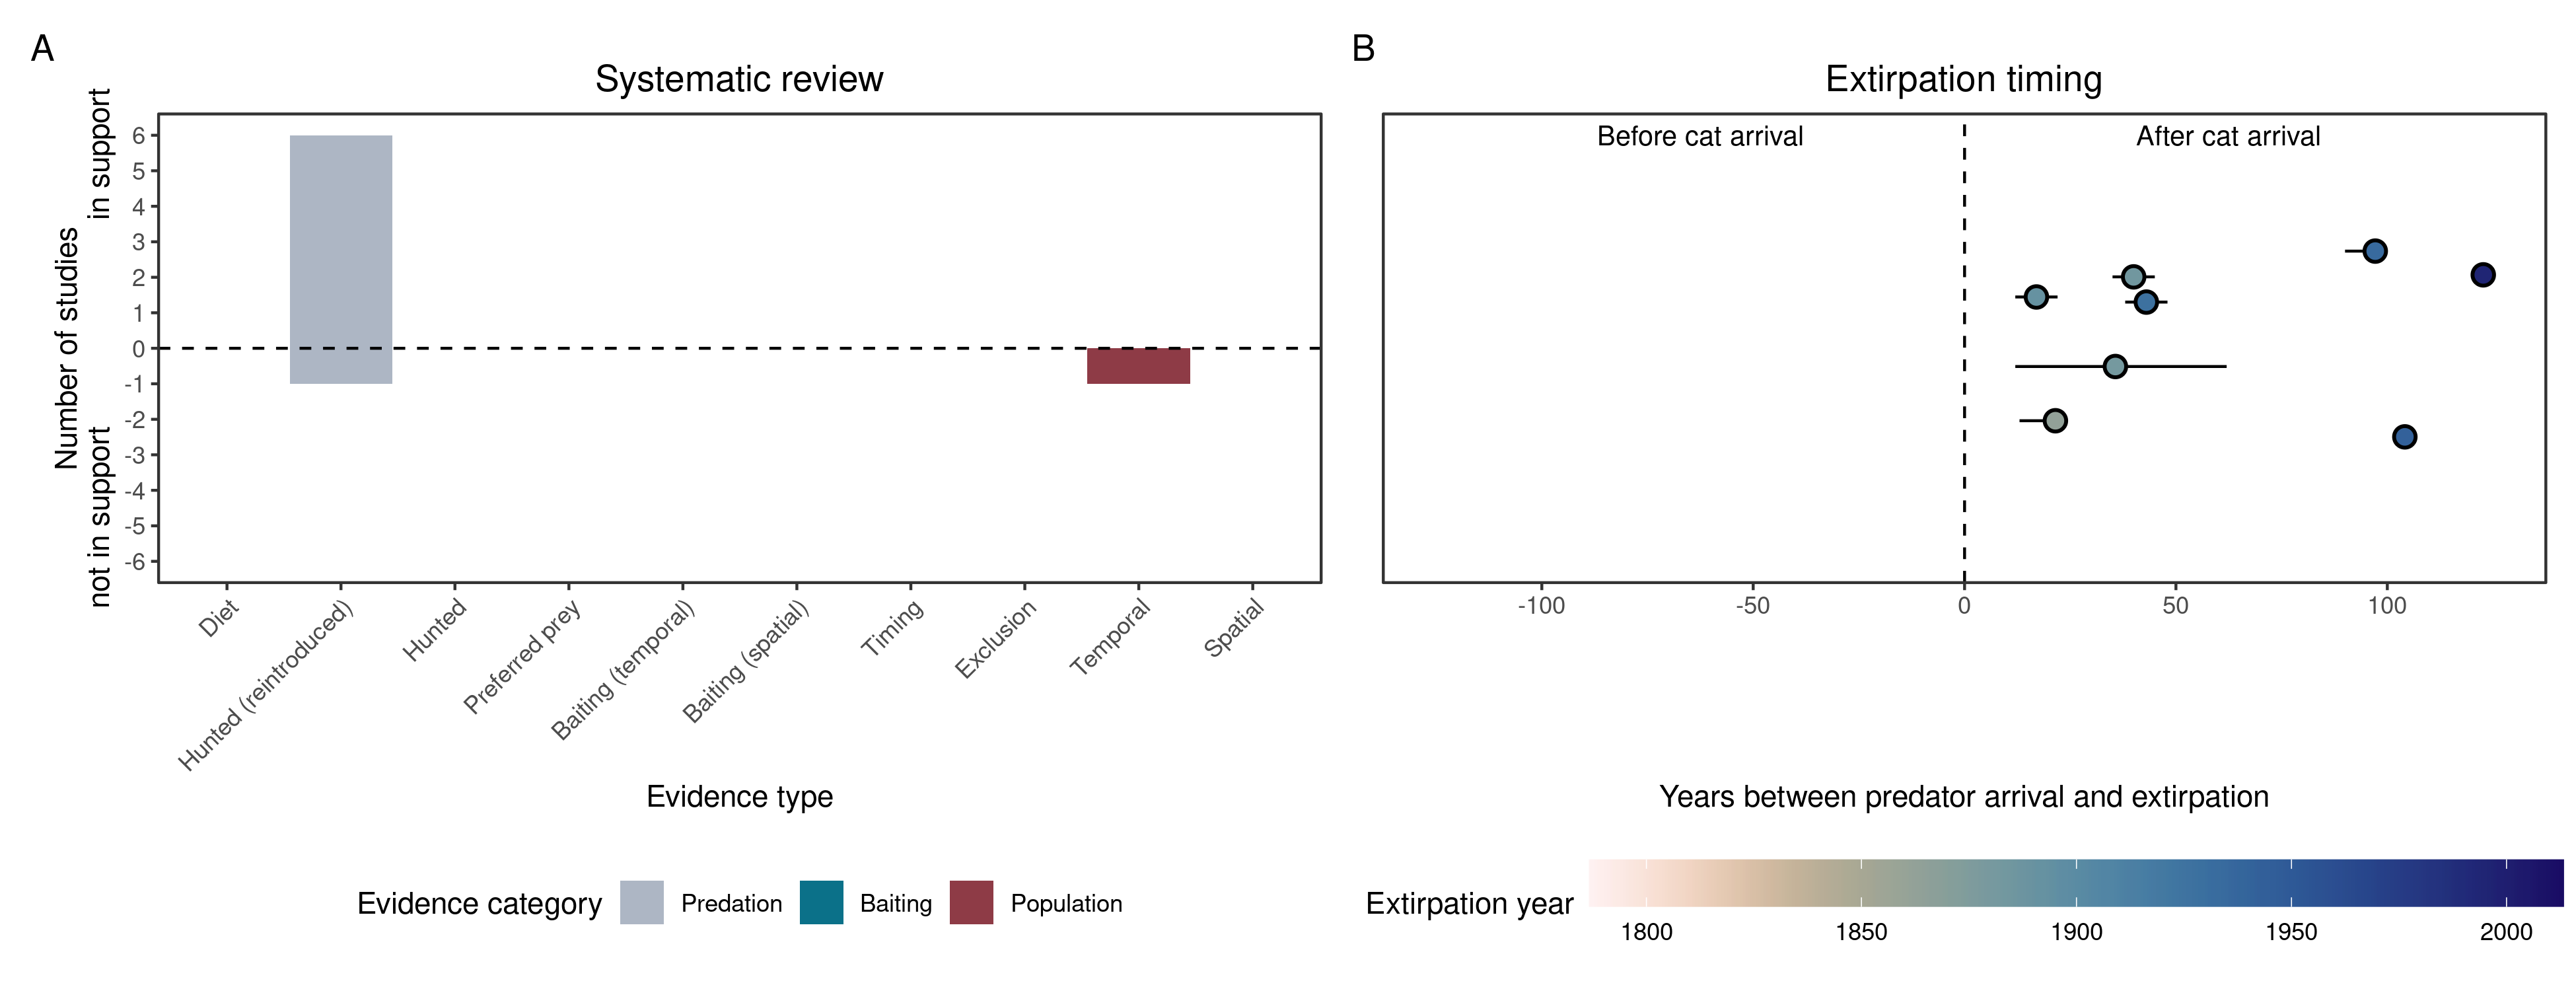 A
Systematic review
Number of studies
in support
not in support
6
5
4
3
2
1
0
-1
-2
-3
-4
-5
-6
Diet
Hunted (reintroduced)
Hunted
Preferred prey
Baiting (temporal)
Baiting (spatial)
Timing
Exclusion
Temporal
Spatial
Evidence type
Evidence category
Predation
Baiting
Population
B
Extirpation timing
Before cat arrival
After cat arrival
-100
-50
0
50
100
Years between predator arrival and extirpation
Extirpation year
1800
1850
1900
1950
2000